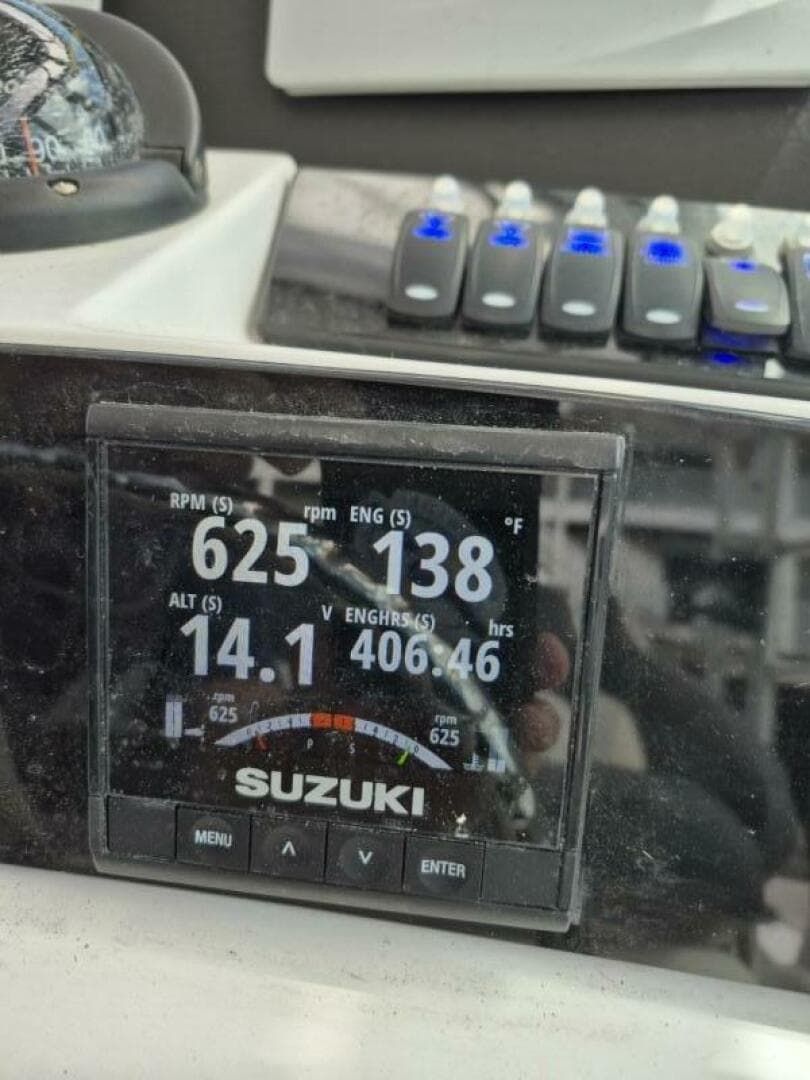 90
RPM (S) rpm ENG (S) °F
625 138
ALT (S) V ENGHRS (S) hrs
14.1 406.46
rpm rpm
625 625
P S
SUZUKI
MENU ENTER